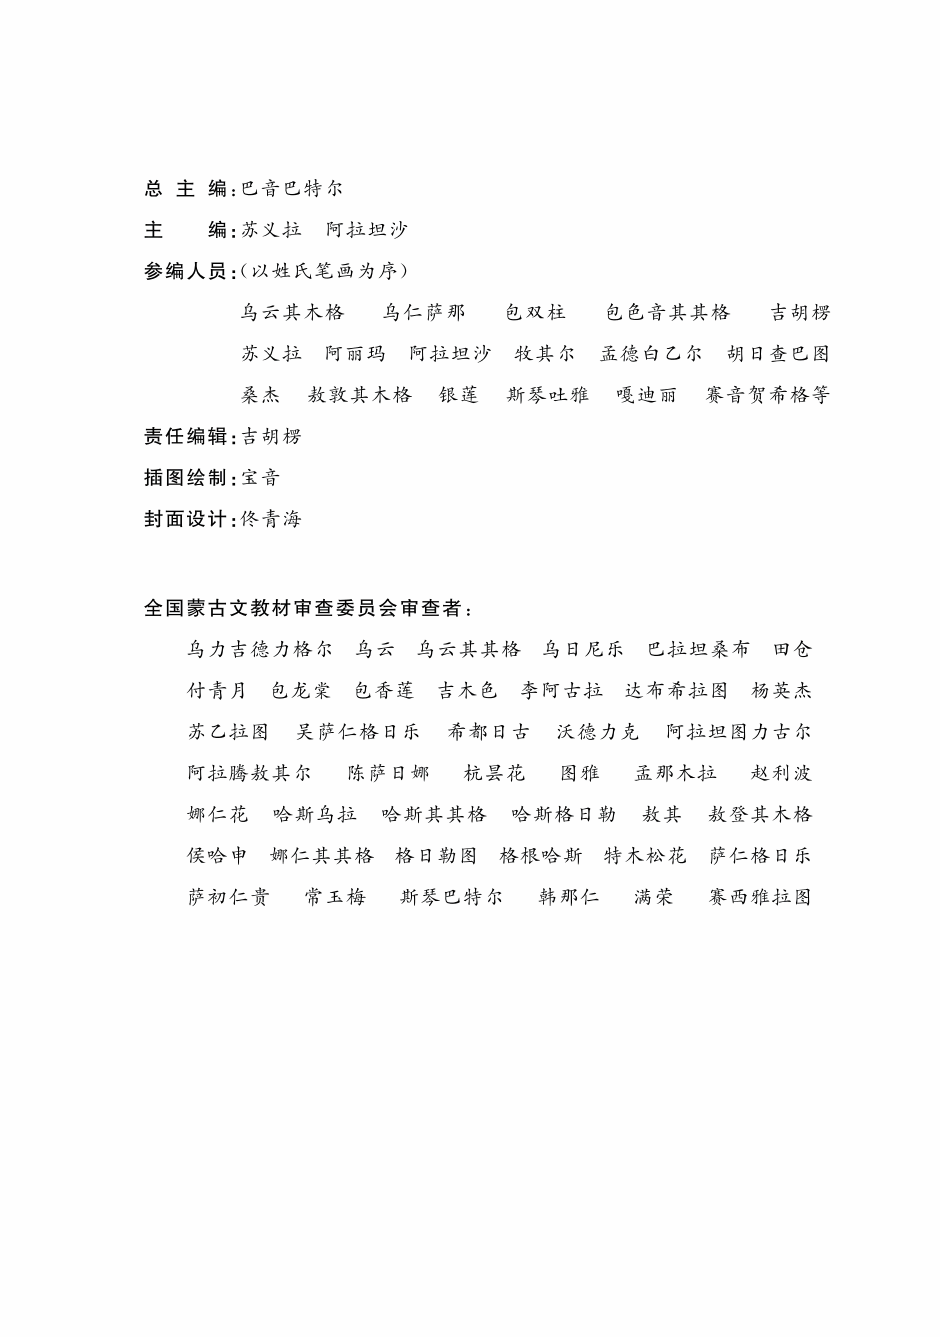 总 主 编:巴音巴特尔
主 编:苏义拉 阿拉坦沙
参编人员:(以姓氏笔画为序)
乌云其木格 乌仁萨那 包双柱 包色音其其格 吉胡楞
苏义拉 阿丽玛 阿拉坦沙 牧其尔 孟德白乙尔 胡日查巴图
桑杰 敖敦其木格 银莲 斯琴吐雅 嘎迪丽 赛音贺希格等
责任编辑:吉胡楞
插图绘制:宝音
封面设计:佟青海
全国蒙古文教材审查委员会审查者:
乌力吉德力格尔 乌云 乌云其其格 乌日尼乐 巴拉坦桑布 田仓
付青月 包龙棠 包香莲 吉木色 李阿古拉 达布希拉图 杨英杰
苏乙拉图 吴萨仁格日乐 希都日古 沃德力克 阿拉坦图力古尔
阿拉腾敖其尔 陈萨日娜 杭昙花 图雅 孟那木拉 赵利波
娜仁花 哈斯乌拉 哈斯其其格 哈斯格日勒 敖其 敖登其木格
侯哈申 娜仁其其格 格日勒图 格根哈斯 特木松花 萨仁格日乐
萨初仁贵 常玉梅 斯琴巴特尔 韩那仁 满荣 赛西雅拉图